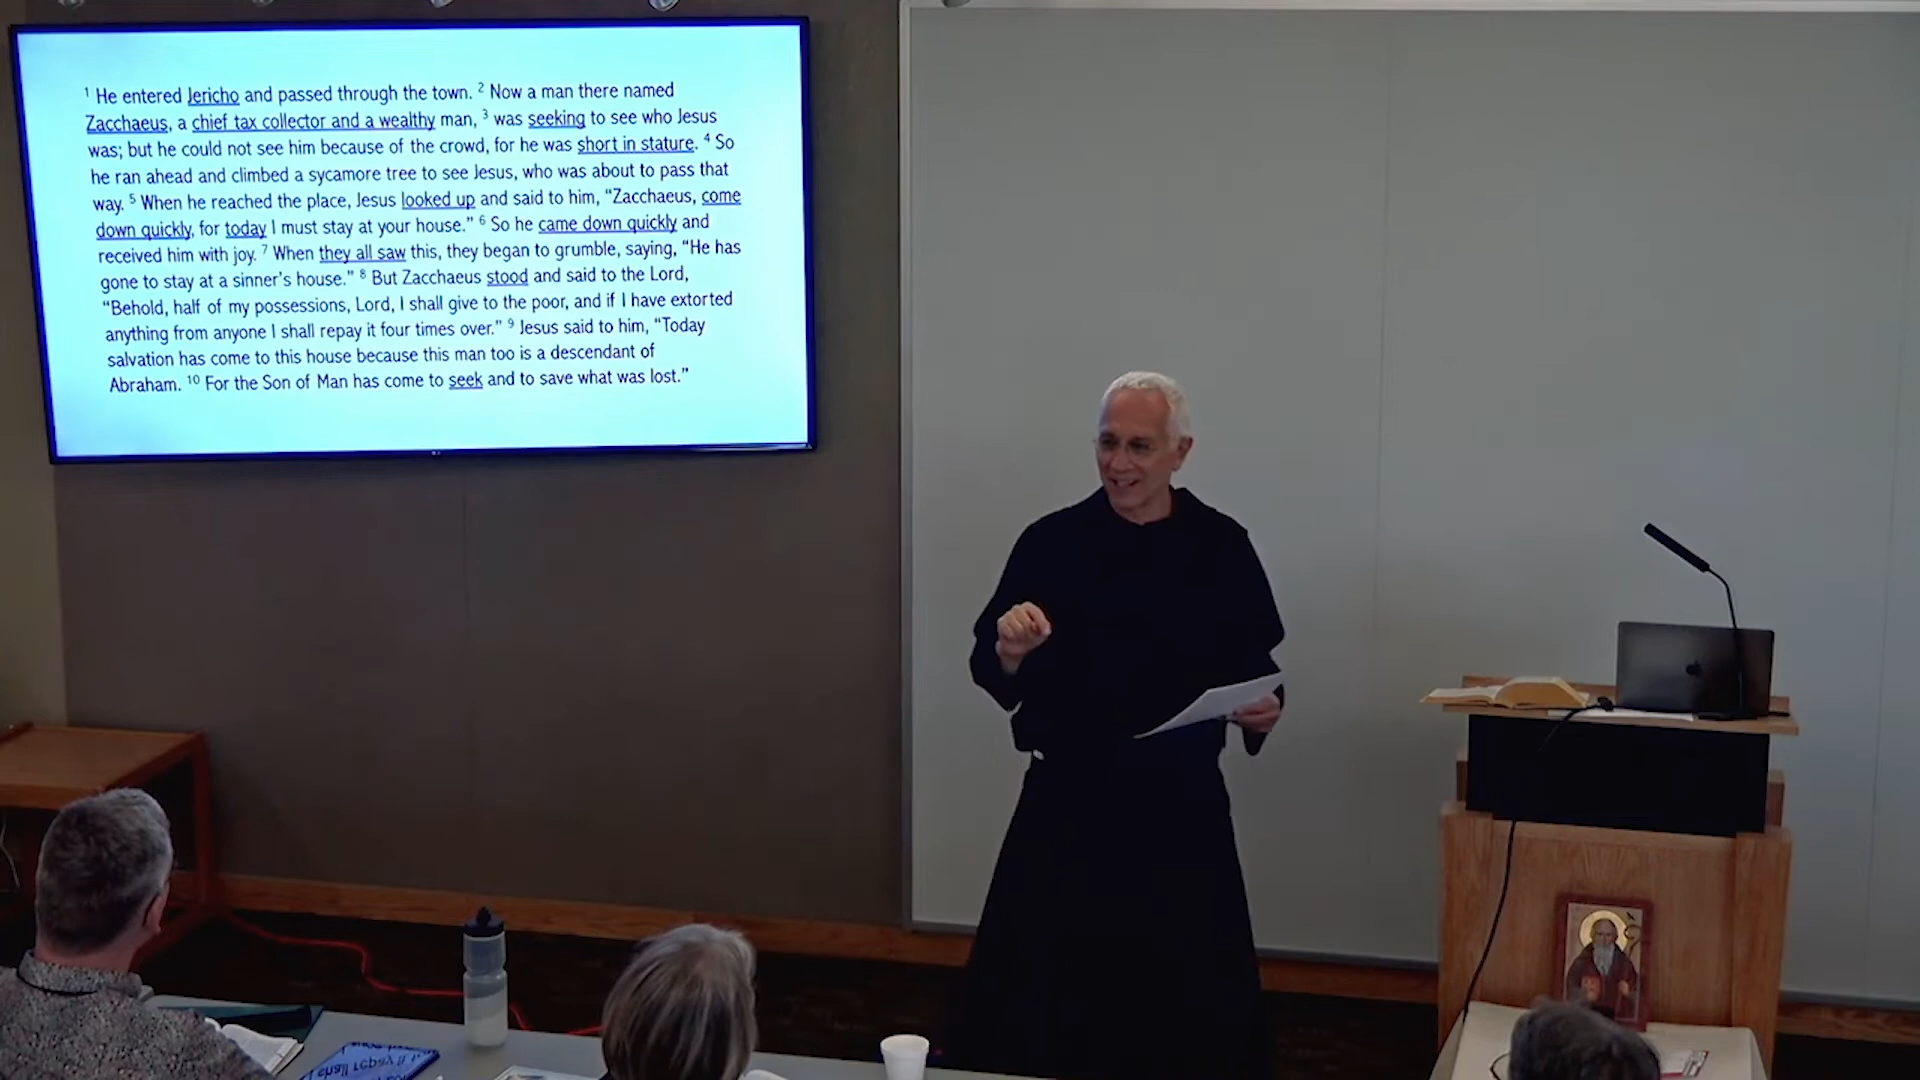 ¹ He entered Jericho and passed through the town. ² Now a man there named
Zacchaeus, a chief tax collector and a wealthy man, ³ was seeking to see who Jesus
was; but he could not see him because of the crowd, for he was short in stature. ⁴ So
he ran ahead and climbed a sycamore tree to see Jesus, who was about to pass that
way. ⁵ When he reached the place, Jesus looked up and said to him, “Zacchaeus, come
down quickly, for today I must stay at your house.” ⁶ So he came down quickly and
received him with joy. ⁷ When they all saw this, they began to grumble, saying, “He has
gone to stay at a sinner’s house.” ⁸ But Zacchaeus stood and said to the Lord,
“Behold, half of my possessions, Lord, I shall give to the poor, and if I have extorted
anything from anyone I shall repay it four times over.” ⁹ Jesus said to him, “Today
salvation has come to this house because this man too is a descendant of
Abraham. ¹⁰ For the Son of Man has come to seek and to save what was lost.”
shall repay it